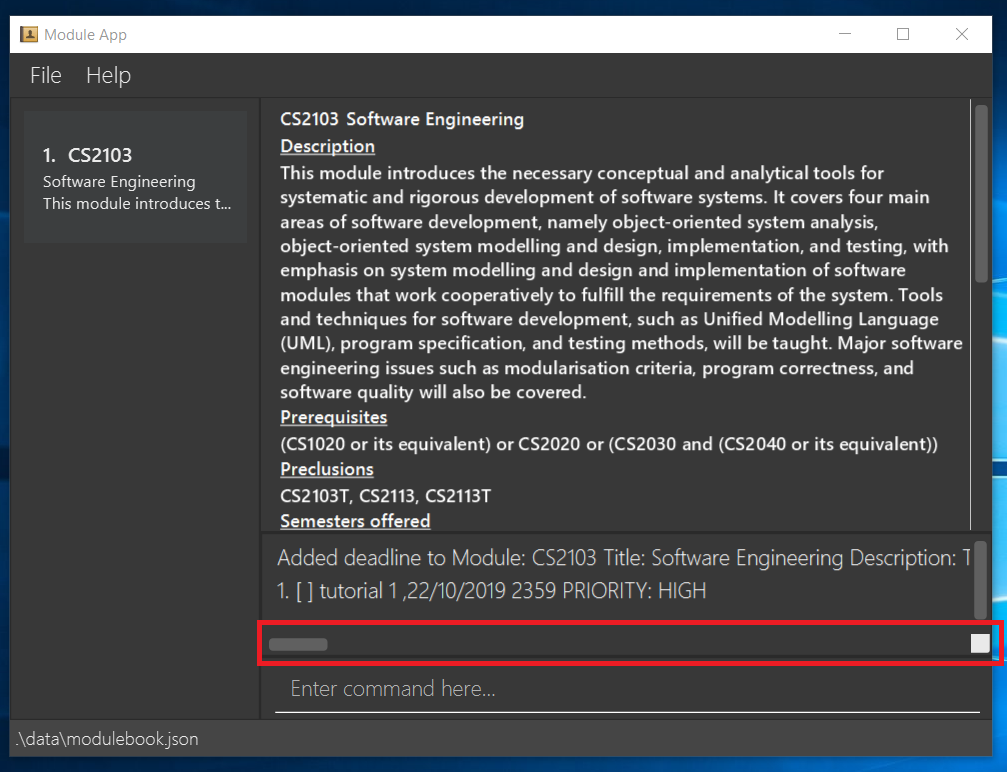 Module App
File Help
1. CS2103
Software Engineering
This module introduces t...
CS2103 Software Engineering
Description
This module introduces the necessary conceptual and analytical tools for
systematic and rigorous development of software systems. It covers four main
areas of software development, namely object-oriented system analysis,
object-oriented system modelling and design, implementation, and testing, with
emphasis on system modelling and design and implementation of software
modules that work cooperatively to fulfill the requirements of the system. Tools
and techniques for software development, such as Unified Modelling Language
(UML), program specification, and testing methods, will be taught. Major software
engineering issues such as modularisation criteria, program correctness, and
software quality will also be covered.
Prerequisites
(CS1020 or its equivalent) or CS2020 or (CS2030 and (CS2040 or its equivalent))
Preclusions
CS2103T, CS2113, CS2113T
Semesters offered
Added deadline to Module: CS2103 Title: Software Engineering Description: T
1. [ ] tutorial 1 ,22/10/2019 2359 PRIORITY: HIGH
Enter command here...
.\data\modulebook.json